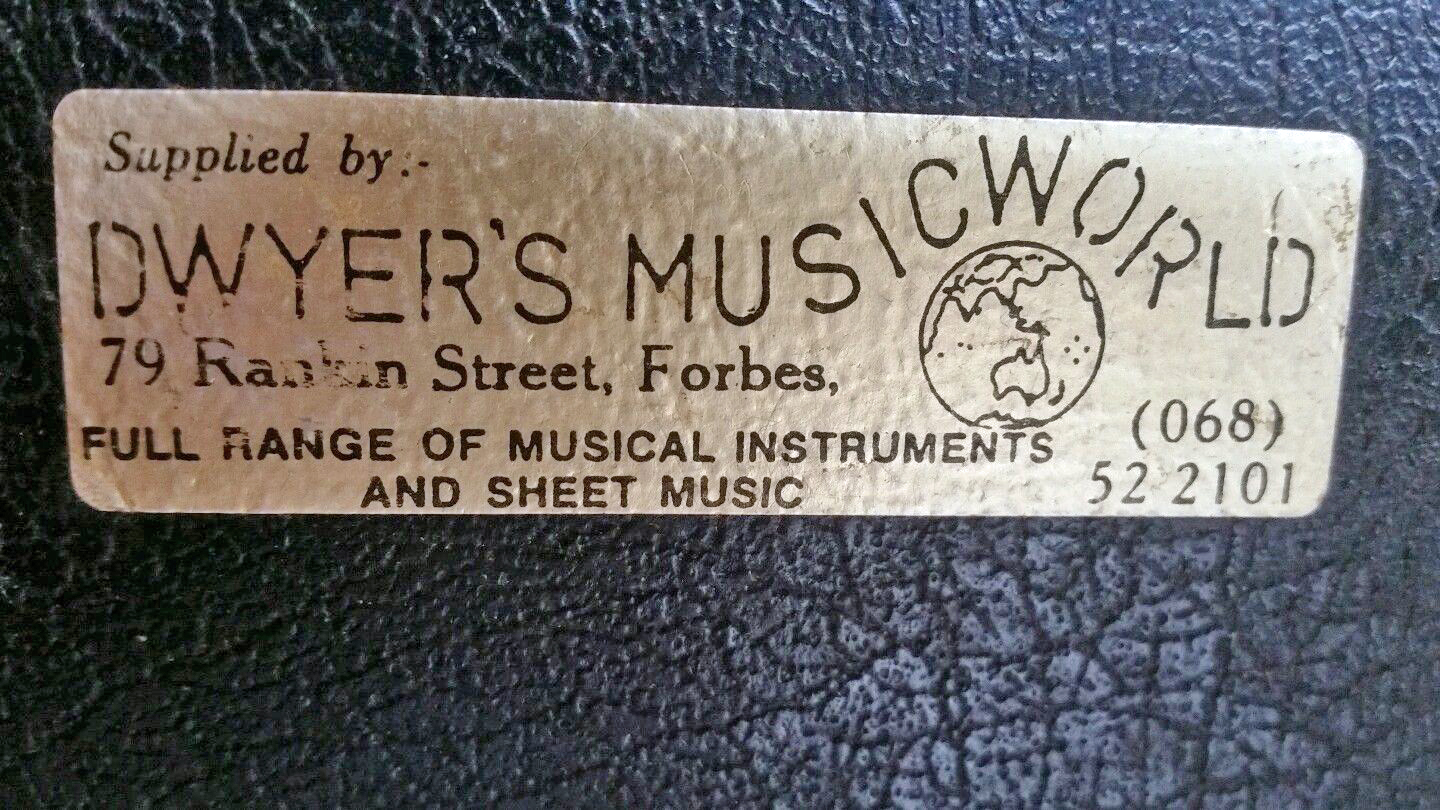 Supplied by:-
DWYER'S MUSICWORLD
79 Rankin Street, Forbes,
FULL RANGE OF MUSICAL INSTRUMENTS
AND SHEET MUSIC
(068)
52 2101